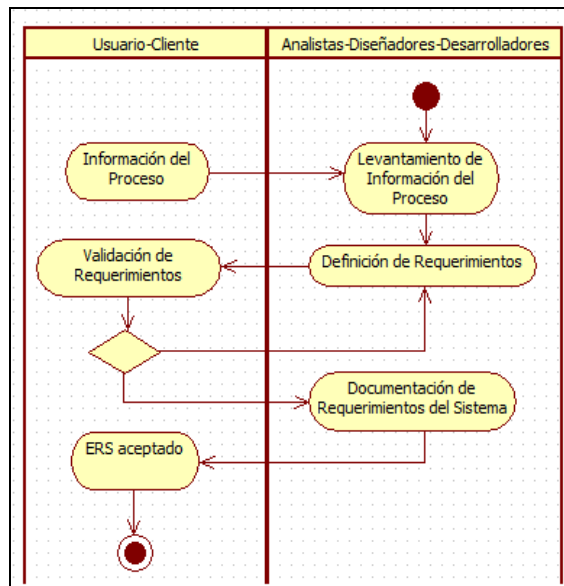 Usuario-Cliente
Analistas-Diseñadores-Desarrolladores
Información del
Proceso
Levantamiento de
Información del
Proceso
Validación de
Requerimientos
Definición de Requerimientos
Documentación de
Requerimientos del Sistema
ERS aceptado